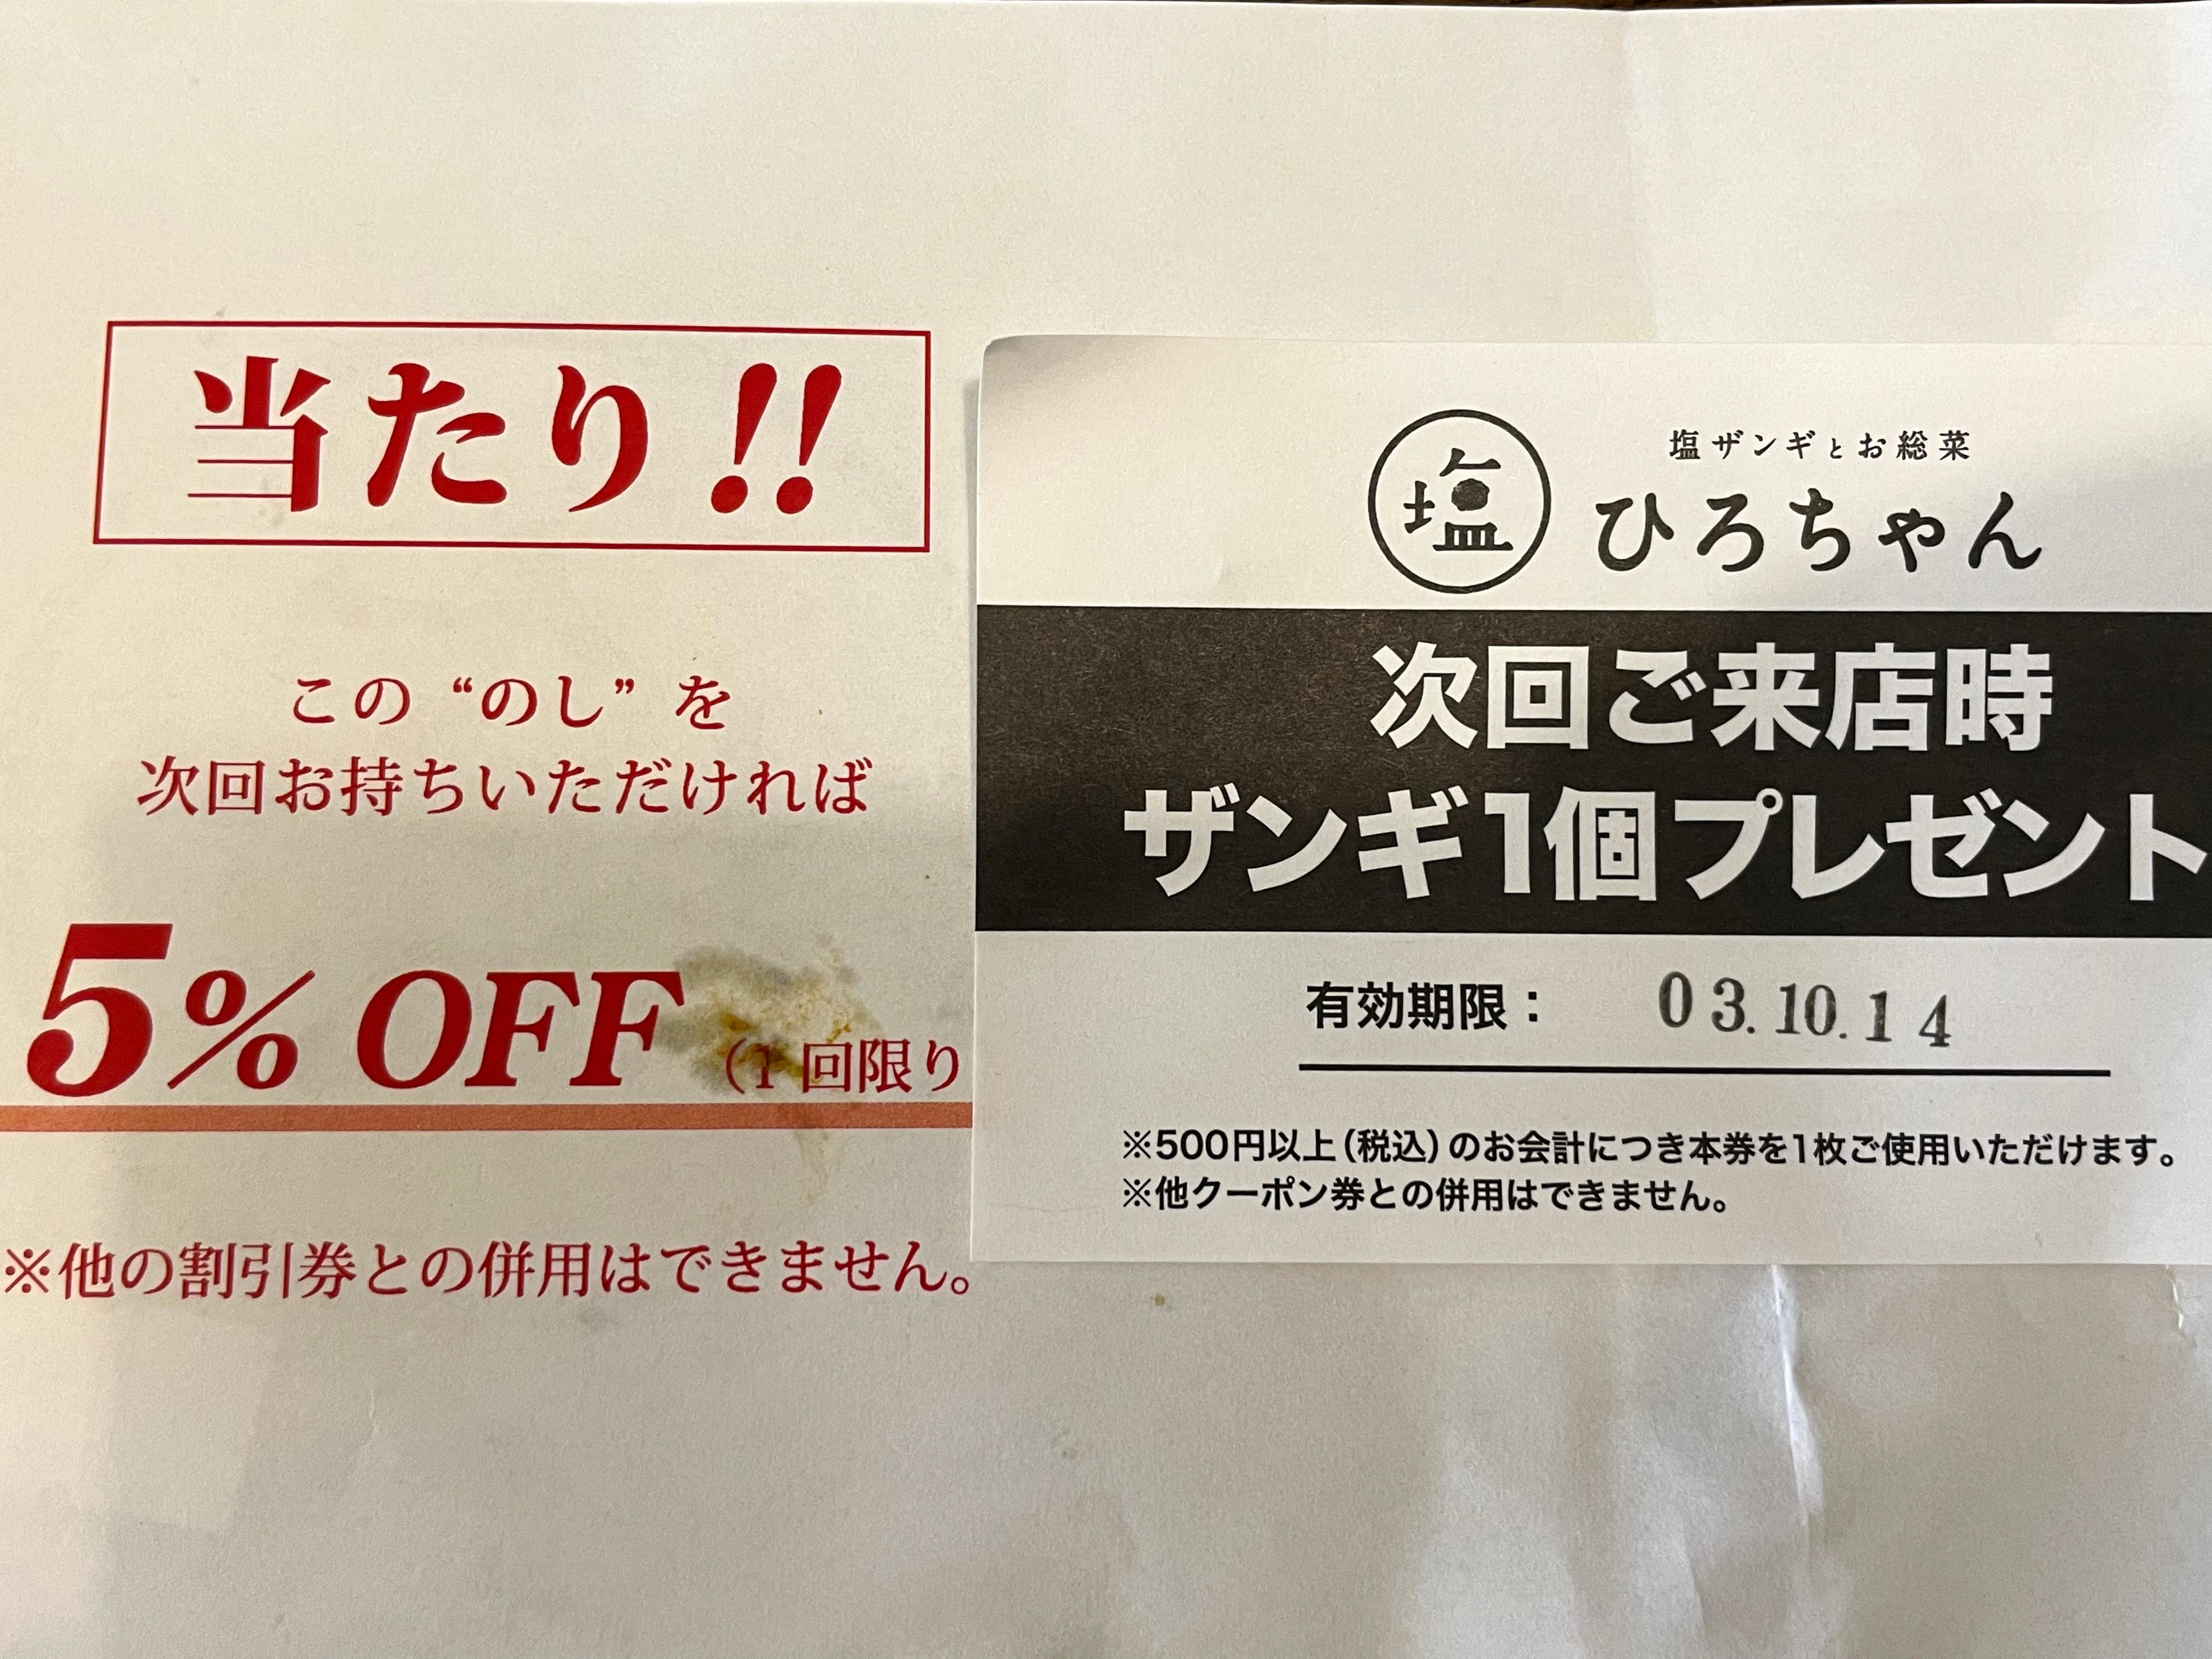 当たり!!
この“のし”を
次回お持ちいただければ
5% OFF (1回限り
※他の割引券との併用はできません。
塩
塩ザンギとお総菜
ひろちゃん
次回ご来店時
ザンギ1個プレゼント
有効期限： 03.10.14
※500円以上（税込）のお会計につき本券を1枚ご使用いただけます。
※他クーポン券との併用はできません。